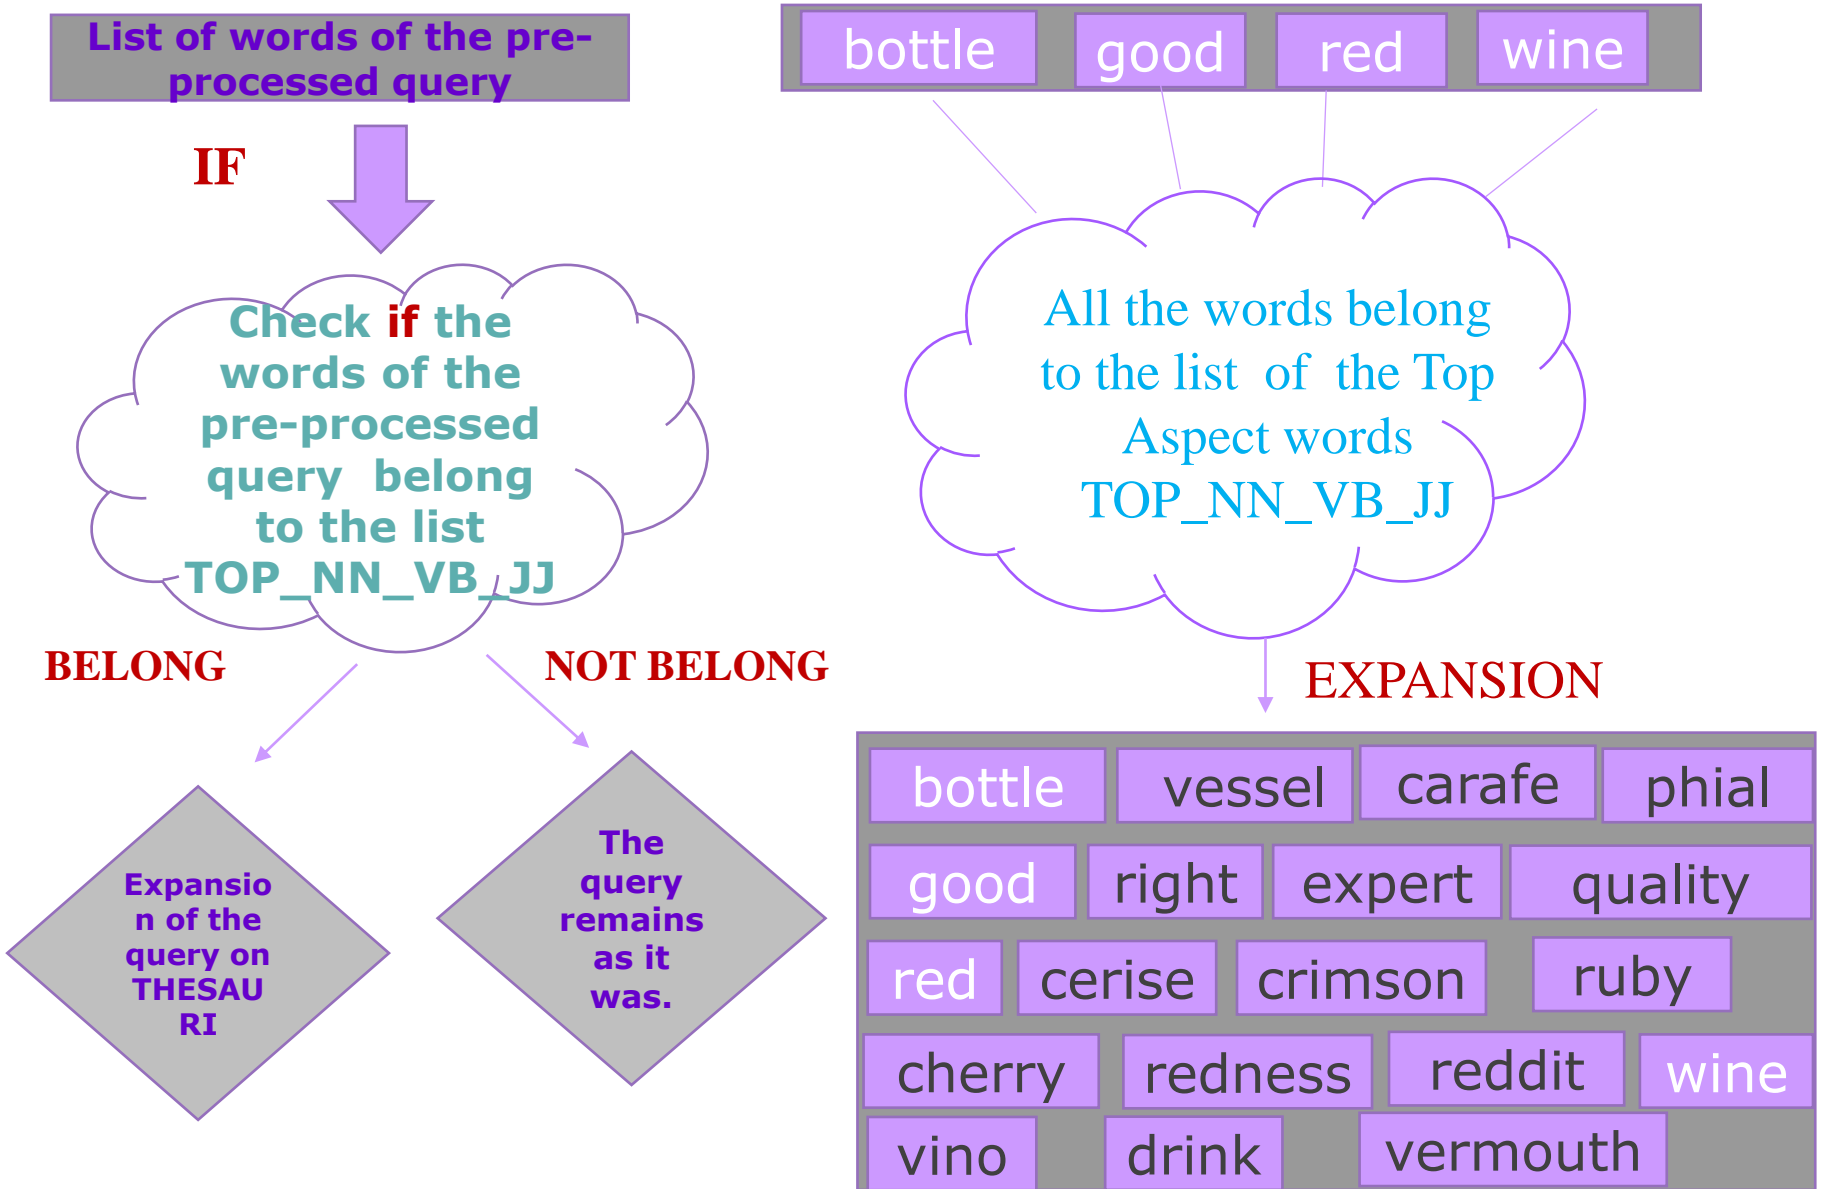 List of words of the pre-
processed query
IF
Check if the
words of the
pre-processed
query belong
to the list
TOP_NN_VB_JJ
BELONG
NOT BELONG
Expansio
n of the
query on
THESAU
RI
The
query
remains
as it
was.
bottle good red wine
All the words belong
to the list of the Top
Aspect words
TOP_NN_VB_JJ
EXPANSION
bottle vessel carafe phial
good right expert quality
red cerise crimson ruby
cherry redness reddit wine
vino drink vermouth